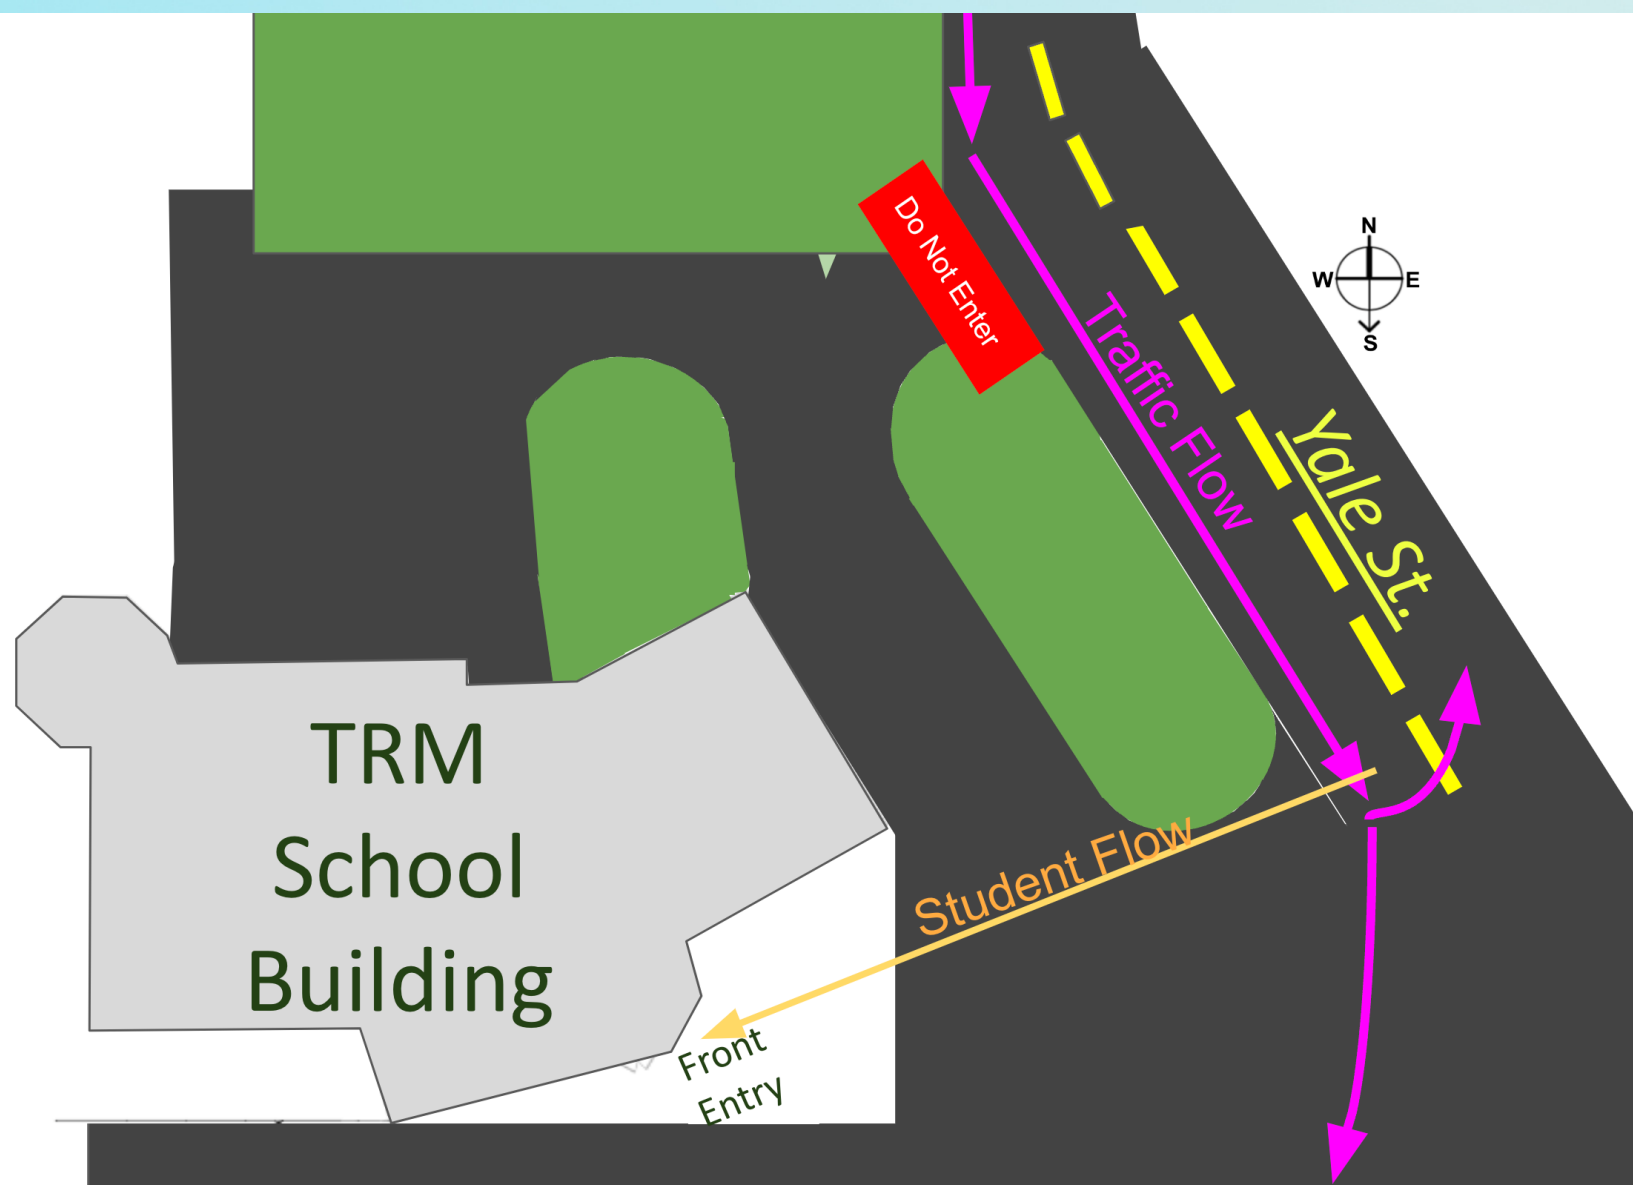 Do Not Enter
N
W E
S
Traffic Flow
Yale St.
TRM
School
Building
Student Flow
Front
Entry